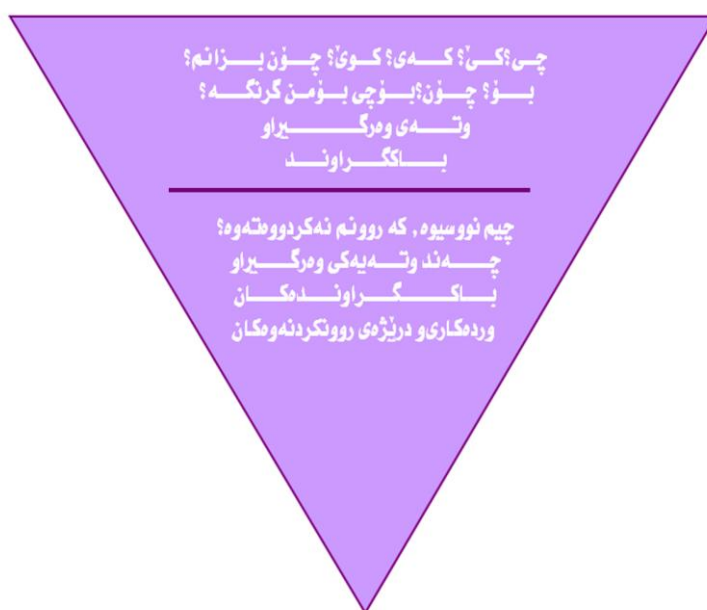 چی؟کێ؟ کەی؟ کوێ؟ چۆن بزانم؟
بۆ؟ چۆن؟بۆچی بۆمن گرنگە؟
وتەی وەرگیراو
باکگراوند
چیم نووسیوە, کە روونم نەکردووەتەوە؟
چەند وتەیەکی وەرگیراو
باکگراوندەکان
وردەکاریو درێژەی روونکردنەوەکان